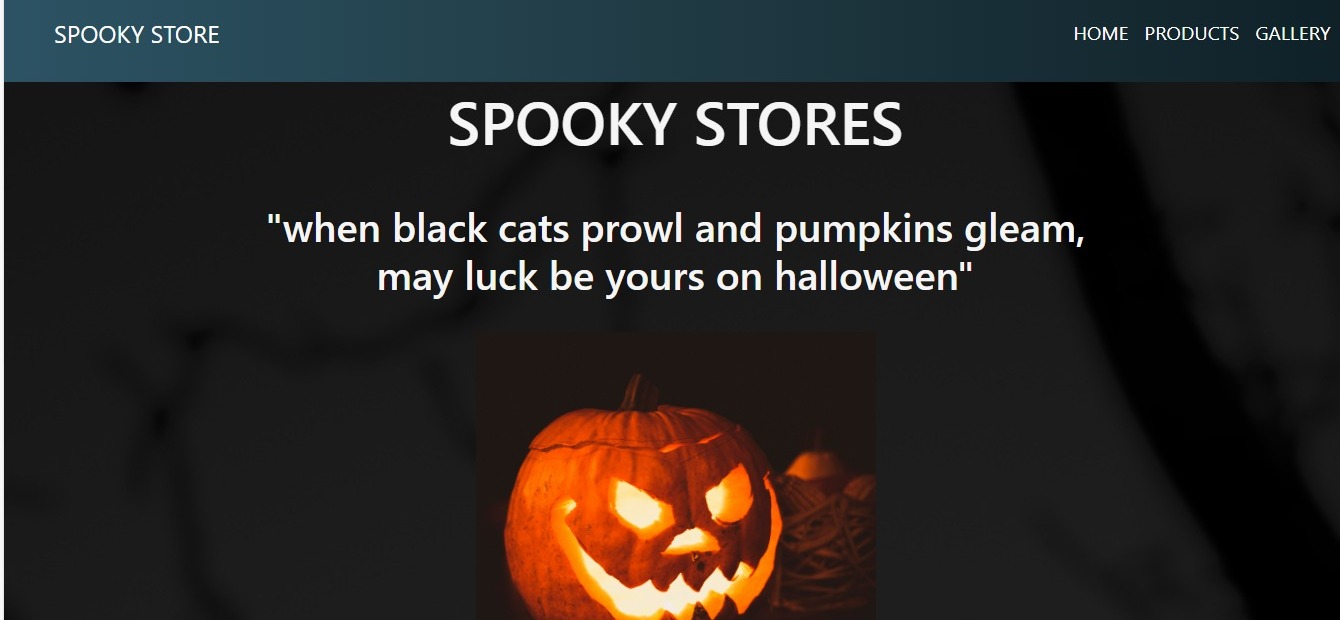 SPOOKY STORE
HOME PRODUCTS GALLERY
SPOOKY STORES
"when black cats prowl and pumpkins gleam,
may luck be yours on halloween"